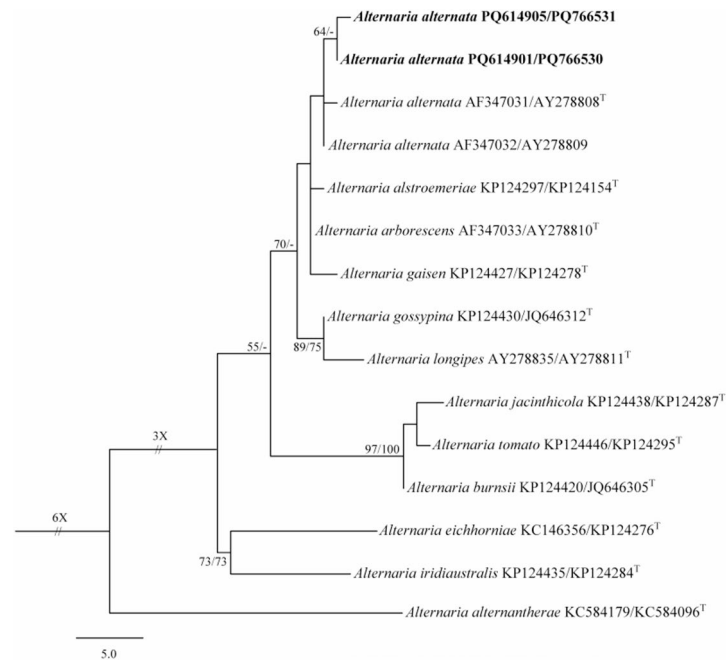 Alternaria alternata PQ614905/PQ766531
64/-
Alternaria alternata PQ614901/PQ766530
Alternaria alternata AF347031/AY278808T
Alternaria alternata AF347032/AY278809
Alternaria alstroemeriae KP124297/KP124154T
Alternaria arborescens AF347033/AY278810T
70/-
Alternaria gaisen KP124427/KP124278T
Alternaria gossypina KP124430/JQ646312T
89/75
Alternaria longipes AY278835/AY278811T
55/-
Alternaria jacinthicola KP124438/KP124287T
3X
Alternaria tomato KP124446/KP124295T
97/100
Alternaria burnsii KP124420/JQ646305T
6X
Alternaria eichhorniae KC146356/KP124276T
73/73
Alternaria iridiaustralis KP124435/KP124284T
Alternaria alternantherae KC584179/KC584096T
5.0